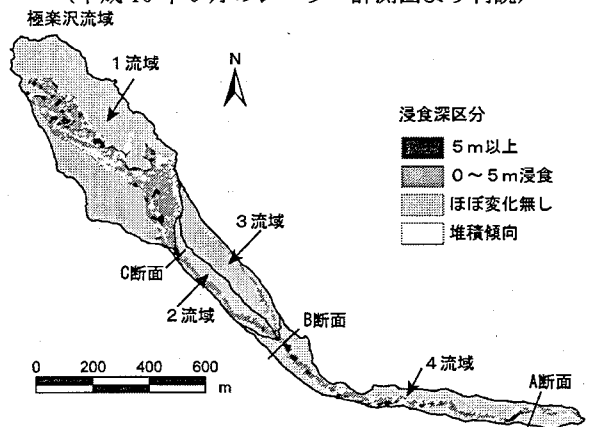 極楽沢流域
1流域
N
浸食深区分
5m以上
0～5m浸食
ほぼ変化無し
堆積傾向
3流域
C断面
2流域
B断面
4流域
A断面
0 200 400 600
m